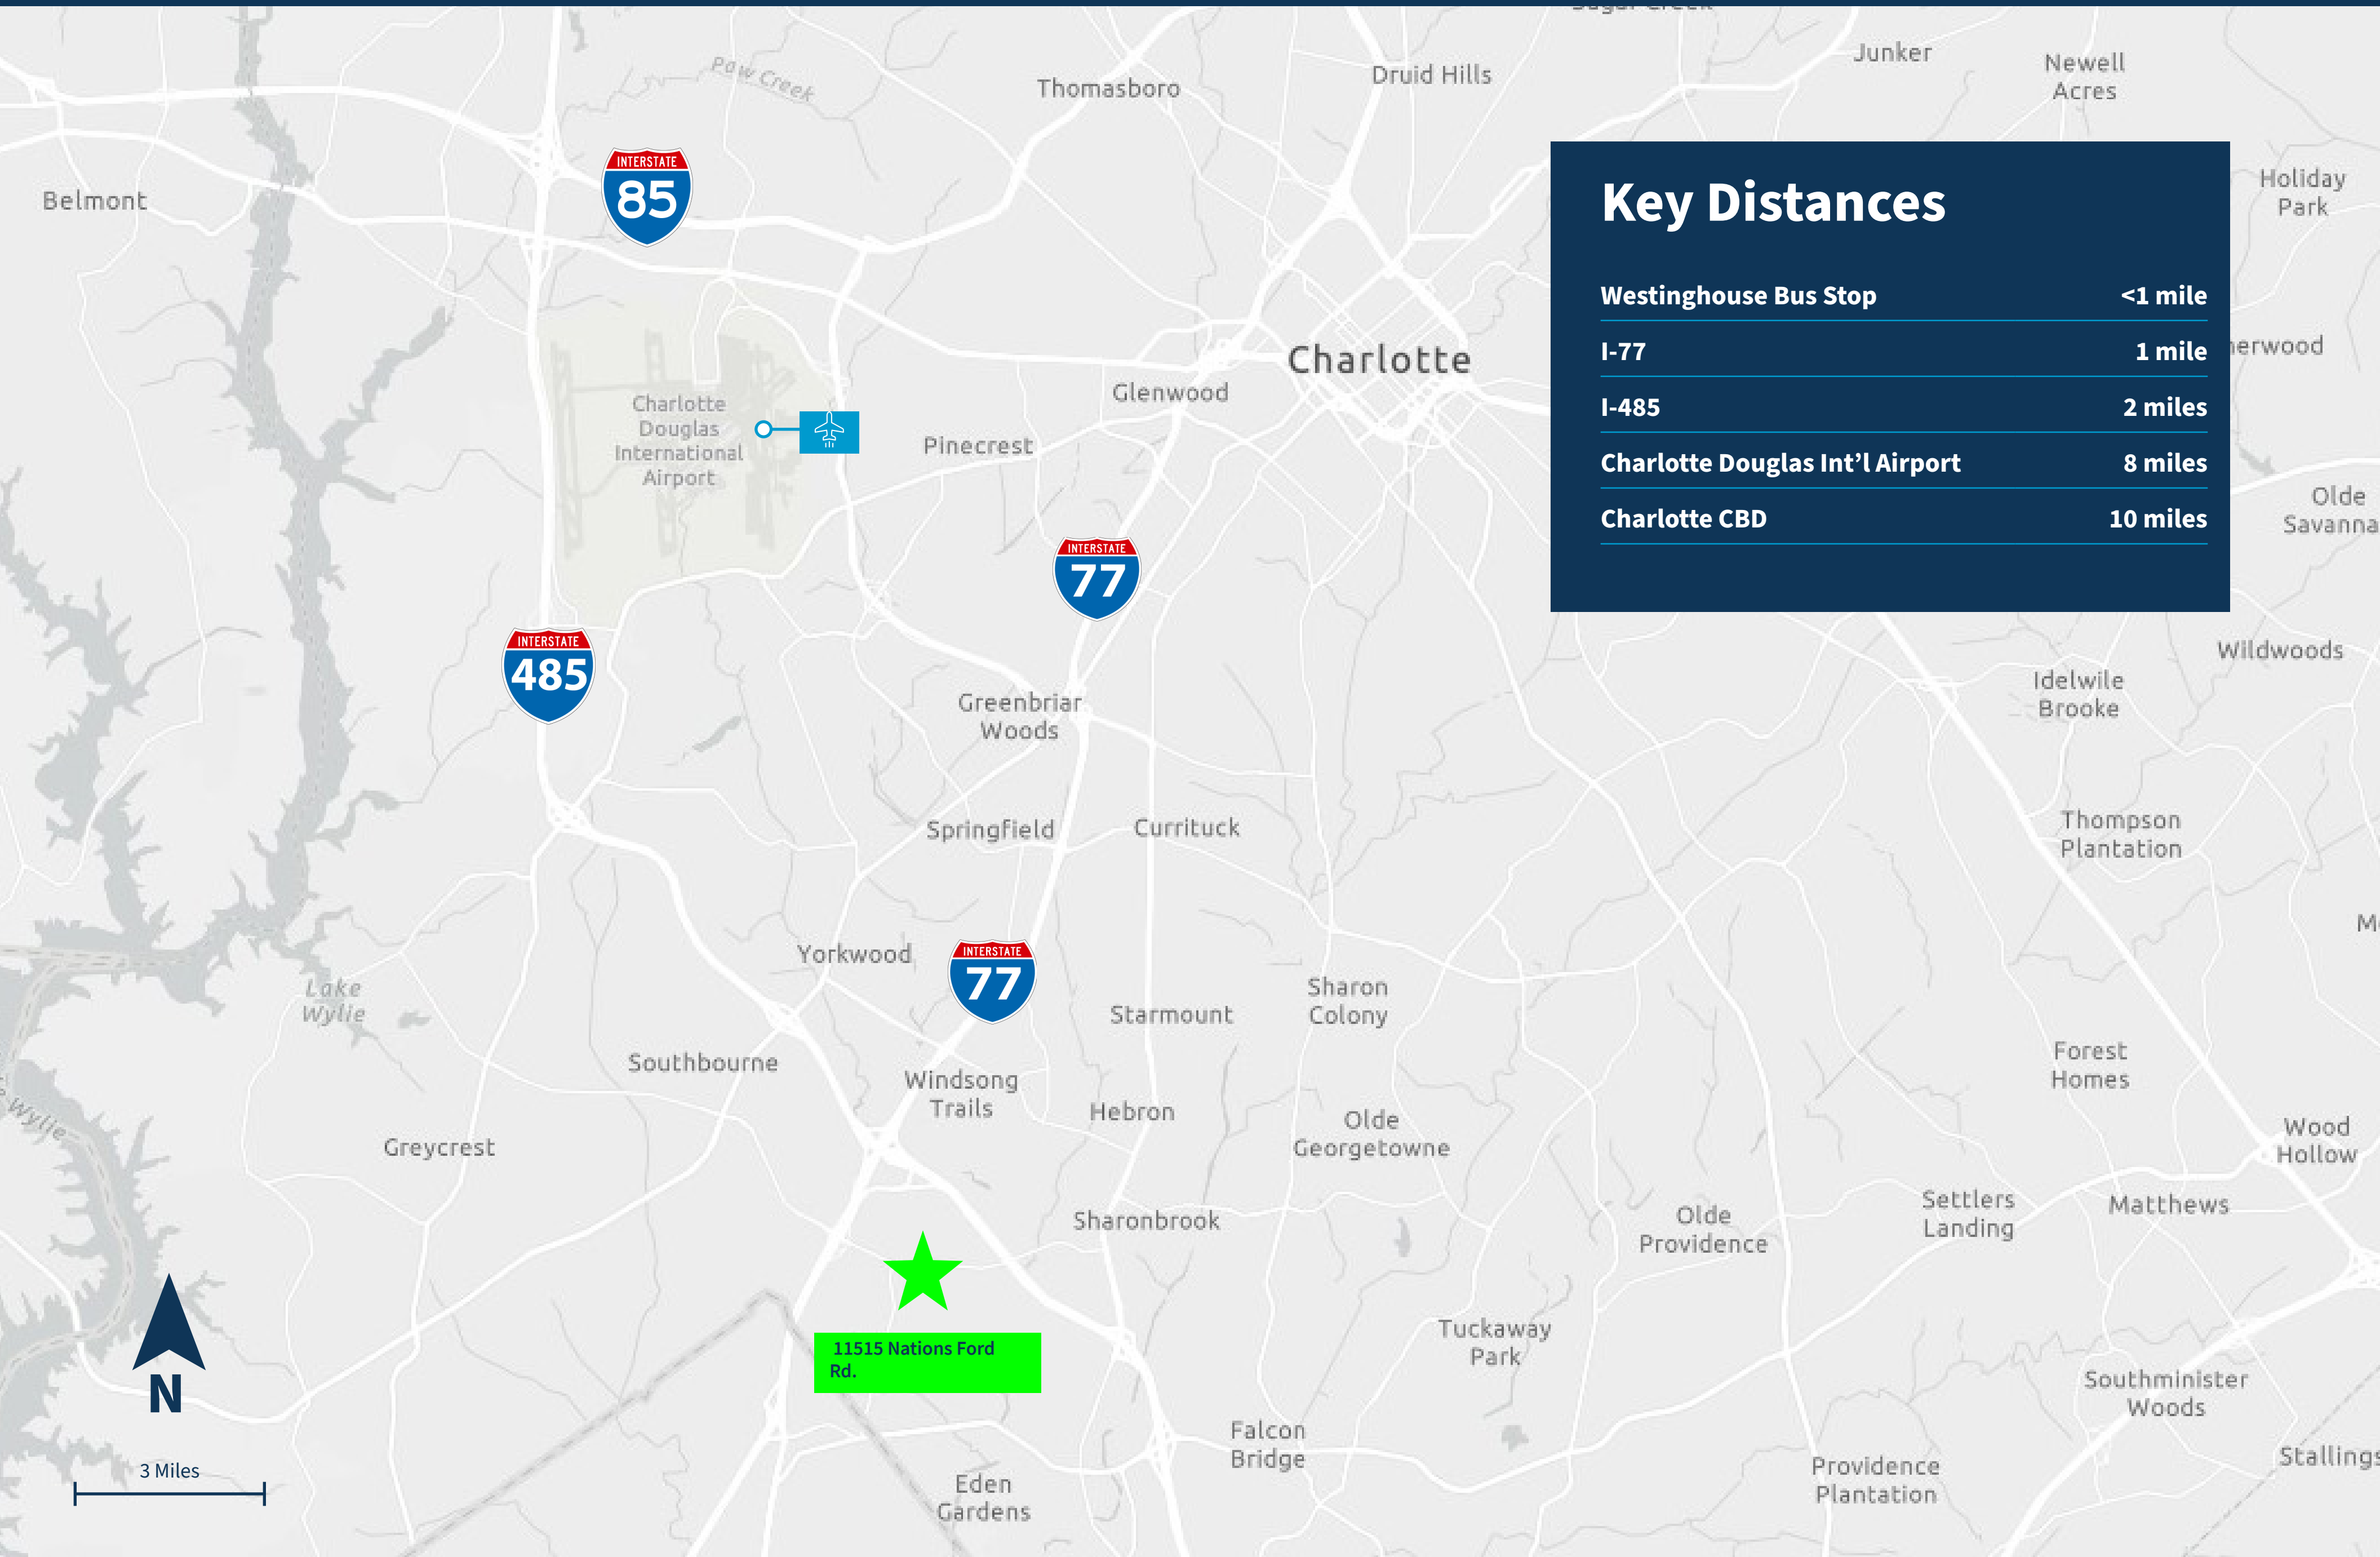 Paw Creek
Thomasboro
Druid Hills
Junker
Newell
Acres
Belmont
INTERSTATE
85
Key Distances
Westinghouse Bus Stop <1 mile
I-77 1 mile
I-485 2 miles
Charlotte Douglas Int’l Airport 8 miles
Charlotte CBD 10 miles
Holiday
Park
Olde
Charlotte
Glenwood
Charlotte
Douglas
International
Airport
Pinecrest
INTERSTATE
77
INTERSTATE
485
Wildwoods
Idelwile
Brooke
Greenbriar
Woods
Springfield
Currituck
Thompson
Plantation
Yorkwood
INTERSTATE
77
Lake
Wylie
Starmount
Sharon
Colony
Southbourne
Windsong
Trails
Hebron
Forest
Homes
Wylie
Greycrest
Olde
Georgetowne
Wood
Hollow
Sharonbrook
Olde
Providence
Settlers
Landing
Matthews
11515 Nations Ford
Rd.
Tuckaway
Park
N
Southminister
Woods
Falcon
Bridge
3 Miles
Eden
Gardens
Providence
Plantation
Stallings